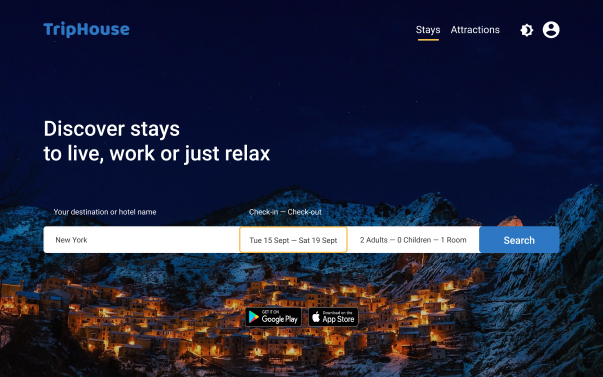 TripHouse
Stays
Attractions
Discover stays
to live, work or just relax
Your destination or hotel name
Check-in — Check-out
New York
Tue 15 Sept — Sat 19 Sept
2 Adults — 0 Children — 1 Room
Search
GET IT ON
Google Play
Download on the
App Store